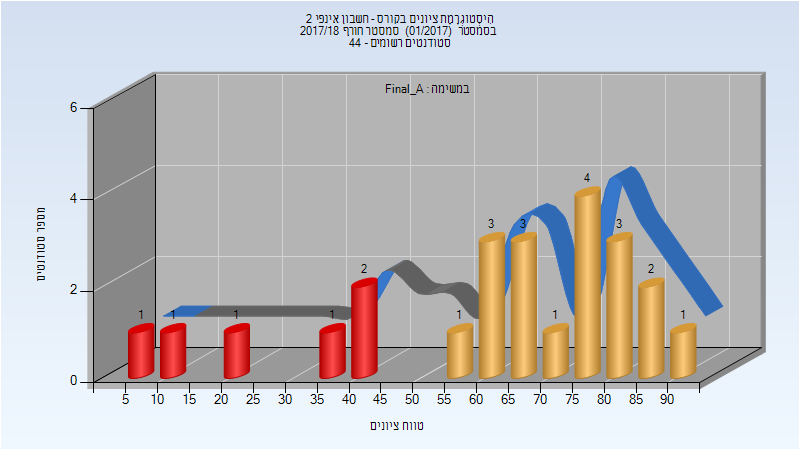 היסטוגרמת ציונים בקורס - חשבון אינפי 2
בסמסטר (01/2017) סמסטר חורף 2017/18
סטודנטים רשומים - 44
במשימה : Final_A
מספר סטודנטים
6
4
2
0
1 1 1 1 2 1 3 3 1 4 3 2 1
5 10 15 20 25 30 35 40 45 50 55 60 65 70 75 80 85 90
טווח ציונים